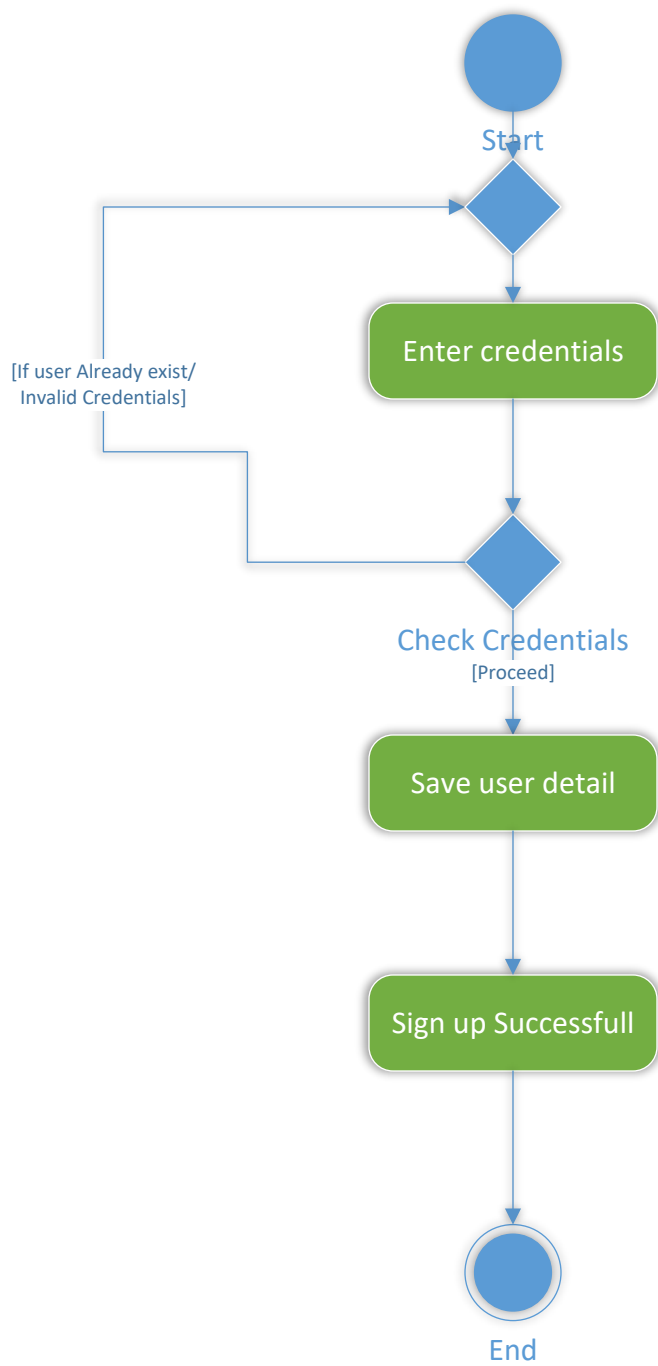 Start
Enter credentials
[If user Already exist/
Invalid Credentials]
Check Credentials
[Proceed]
Save user detail
Sign up Successfull
End